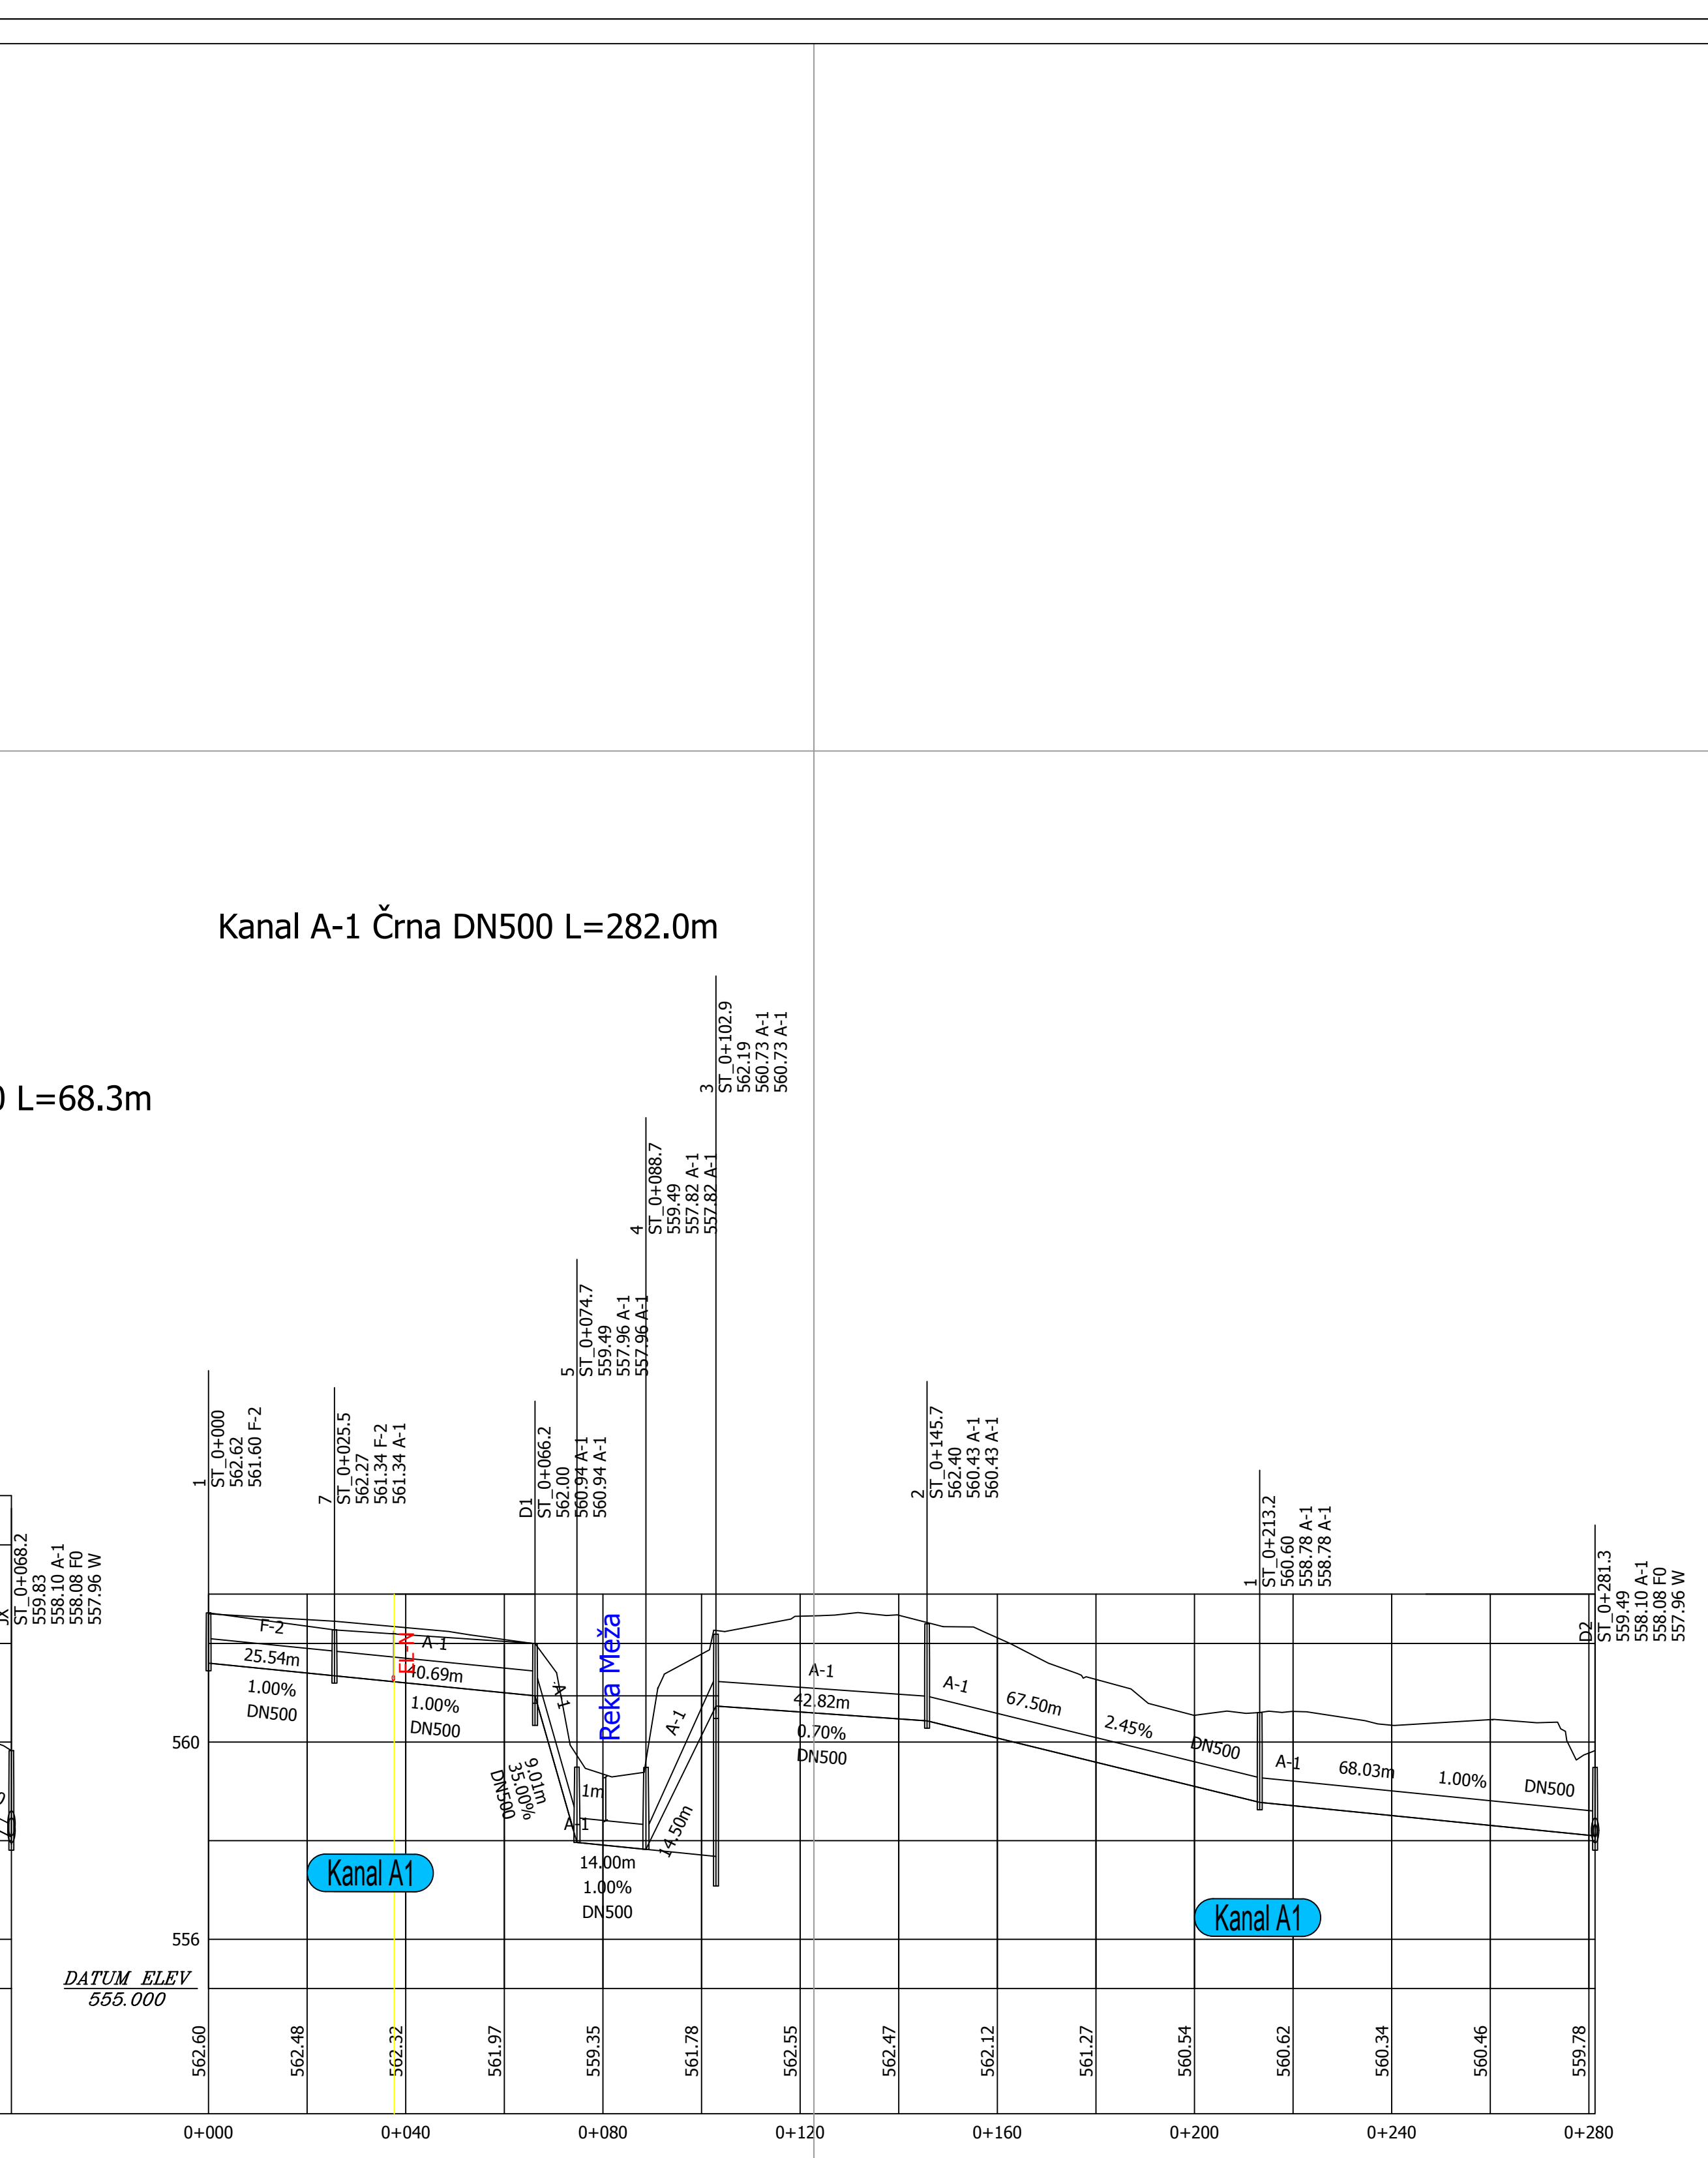 Kanal A-1 Črna DN500 L=282.0m
L=68.3m
ST_0+068.2
559.83
558.10 A-1
558.08 F0
557.96 W
1
ST_0+000
562.62
561.60 F-2
7
ST_0+025.5
562.27
561.34 F-2
561.34 A-1
D1
ST_0+066.2
562.00
560.94 A-1
560.94 A-1
5
ST_0+074.7
559.49
557.96 A-1
557.96 A-1
4
ST_0+088.7
559.49
557.82 A-1
557.82 A-1
3
ST_0+102.9
562.19
560.73 A-1
560.73 A-1
2
ST_0+145.7
562.40
560.43 A-1
560.43 A-1
1
ST_0+213.2
560.60
558.78 A-1
558.78 A-1
D2
ST_0+281.3
559.49
558.10 A-1
558.08 F0
557.96 W
F-2
25.54m
1.00%
DN500
EL-N
A-1
40.69m
1.00%
DN500
A-1
9.01m
35.00%
DN500
Reka Meža
1m
A-1
14.00m
1.00%
DN500
A-1
14.50m
A-1
42.82m
0.70%
DN500
A-1
67.50m
2.45%
DN500
A-1
68.03m
1.00%
DN500
560
556
Kanal A1
Kanal A1
DATUM ELEV
555.000
562.60
562.48
562.32
561.97
559.35
561.78
562.55
562.47
562.12
561.27
560.54
560.62
560.34
560.46
559.78
0+000
0+040
0+080
0+120
0+160
0+200
0+240
0+280